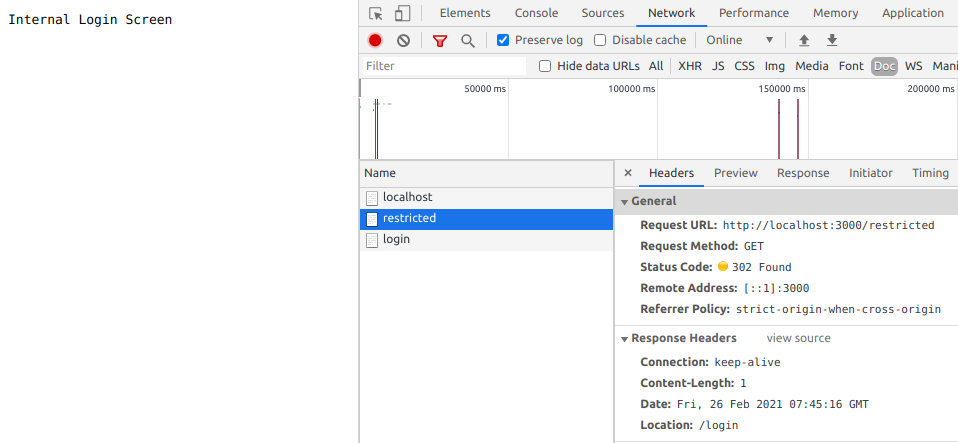 Internal Login Screen
Elements Console Sources Network Performance Memory Application
Preserve log Disable cache Online
Filter Hide data URLs All XHR JS CSS Img Media Font Doc WS Mani
50000 ms 100000 ms 150000 ms 200000 ms
Name
localhost
restricted
login
× Headers Preview Response Initiator Timing
General
Request URL: http://localhost:3000/restricted
Request Method: GET
Status Code: 302 Found
Remote Address: [::1]:3000
Referrer Policy: strict-origin-when-cross-origin
Response Headers view source
Connection: keep-alive
Content-Length: 1
Date: Fri, 26 Feb 2021 07:45:16 GMT
Location: /login